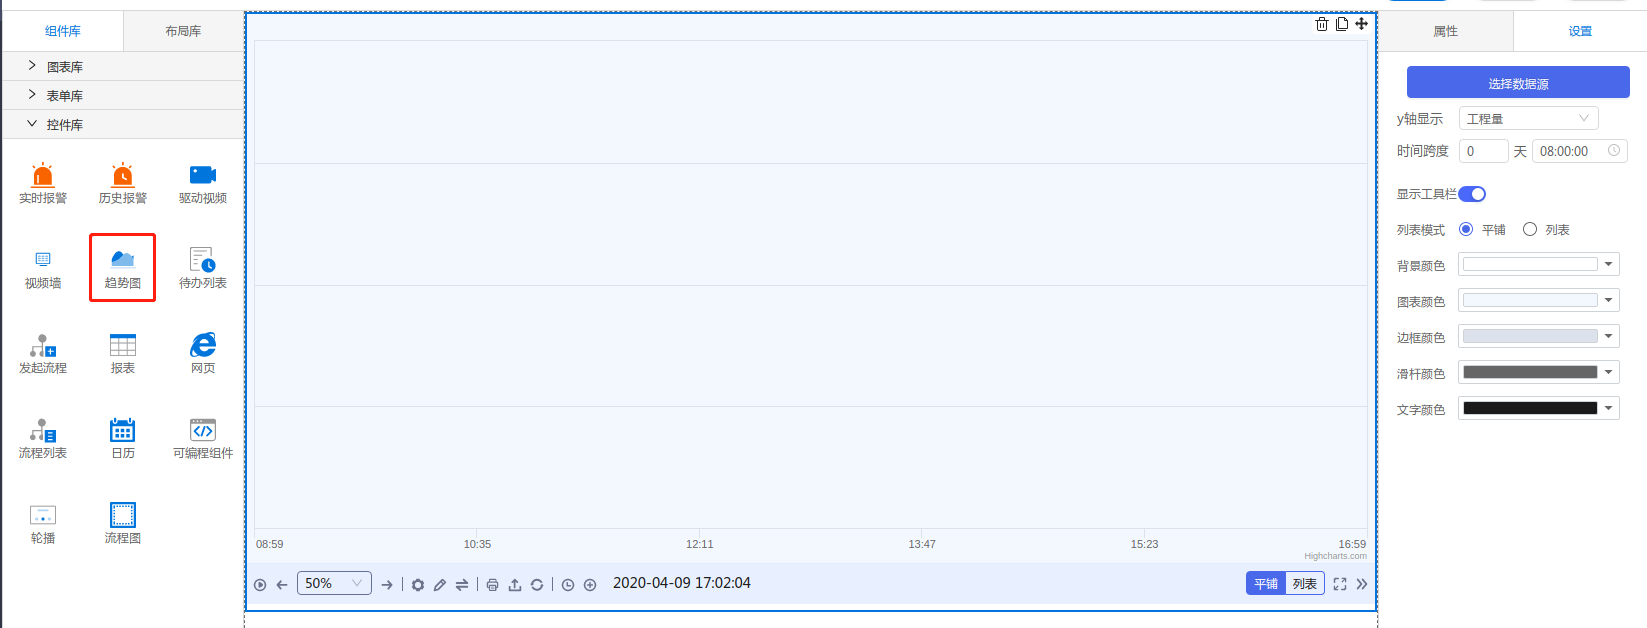 组件库
布局库
图表库
表单库
控件库
实时报警
历史报警
驱动视频
视频墙
趋势图
待办列表
发起流程
报表
网页
流程列表
日历
可编程组件
轮播
流程图
08:59
10:35
12:11
13:47
15:23
16:59
Highcharts.com
50%
2020-04-09 17:02:04
平铺
列表
属性
设置
选择数据源
y轴显示
工程量
时间跨度
0
天
08:00:00
显示工具栏
列表模式
平铺
列表
背景颜色
图表颜色
边框颜色
滑杆颜色
文字颜色